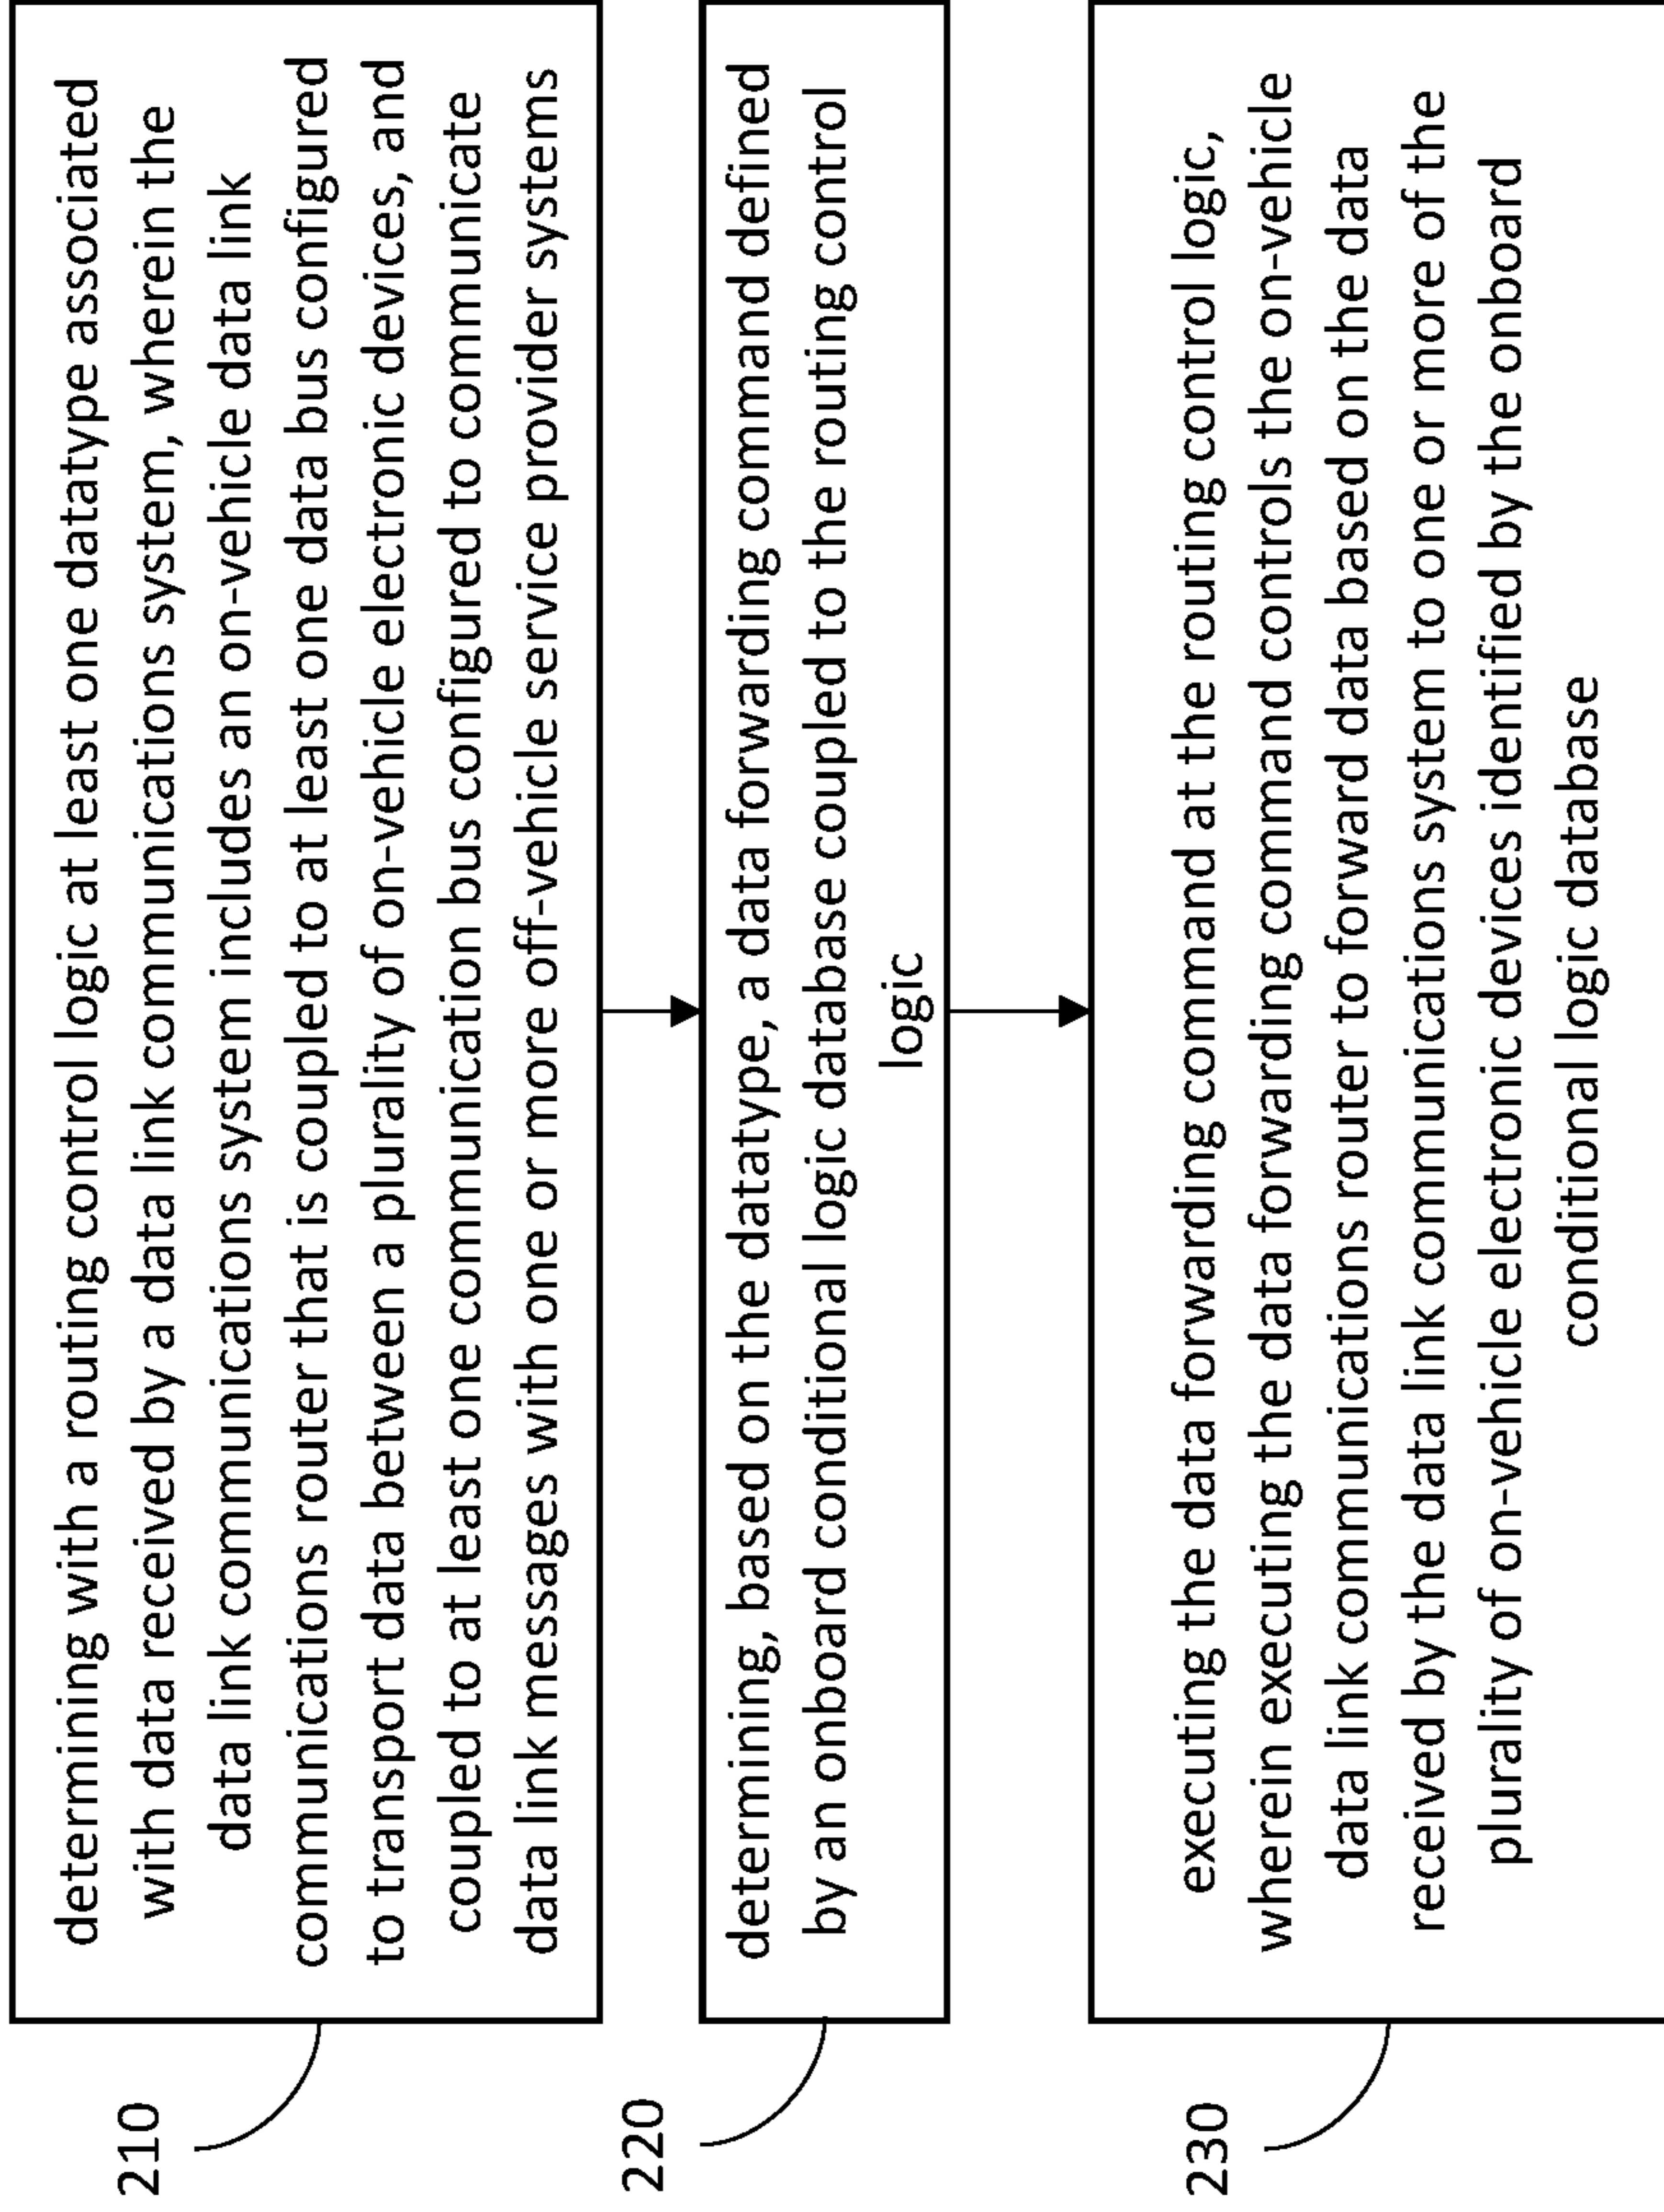 210
determining with a routing control logic at least one datatype associated
with data received by a data link communications system, wherein the
data link communications system includes an on-vehicle data link
communications router that is coupled to at least one data bus configured
to transport data between a plurality of on-vehicle electronic devices, and
coupled to at least one communication bus configured to communicate
data link messages with one or more off-vehicle service provider systems
220
determining, based on the datatype, a data forwarding command defined
by an onboard conditional logic database coupled to the routing control
logic
230
executing the data forwarding command at the routing control logic,
wherein executing the data forwarding command controls the on-vehicle
data link communications router to forward data based on the data
received by the data link communications system to one or more of the
plurality of on-vehicle electronic devices identified by the onboard
conditional logic database